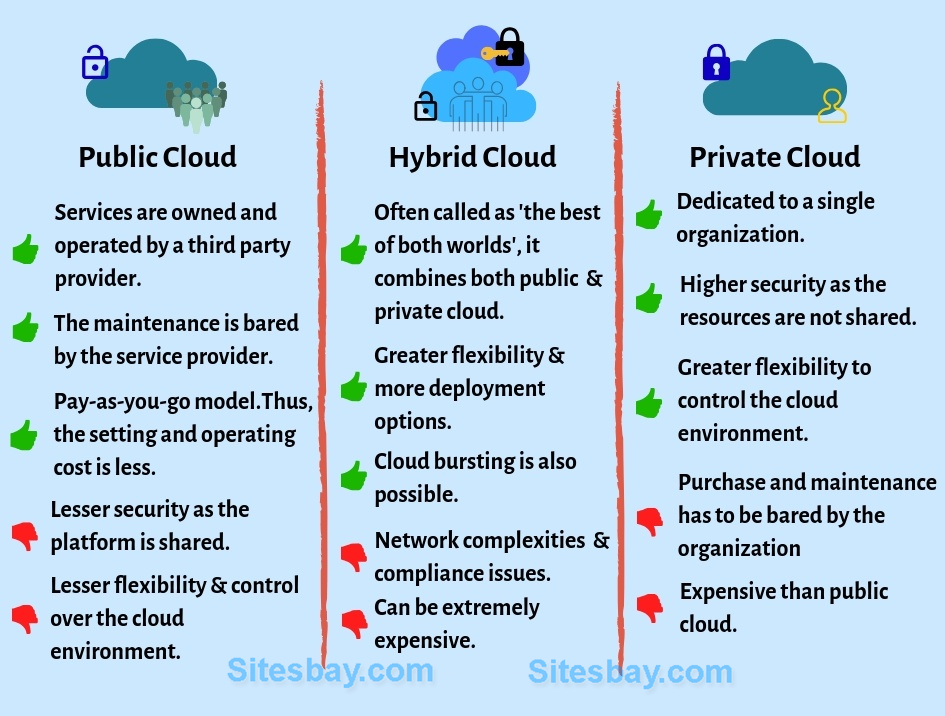 Public Cloud
Services are owned and
operated by a third party
provider.
The maintenance is bared
by the service provider.
Pay-as-you-go model.Thus,
the setting and operating
cost is less.
Lesser security as the
platform is shared.
Lesser flexibility & control
over the cloud
environment.
Hybrid Cloud
Often called as 'the best
of both worlds', it
combines both public &
private cloud.
Greater flexibility &
more deployment
options.
Cloud bursting is also
possible.
Network complexities &
compliance issues.
Can be extremely
expensive.
Private Cloud
Dedicated to a single
organization.
Higher security as the
resources are not shared.
Greater flexibility to
control the cloud
environment.
Purchase and maintenance
has to be bared by the
organization
Expensive than public
cloud.
Sitesbay.com
Sitesbay.com